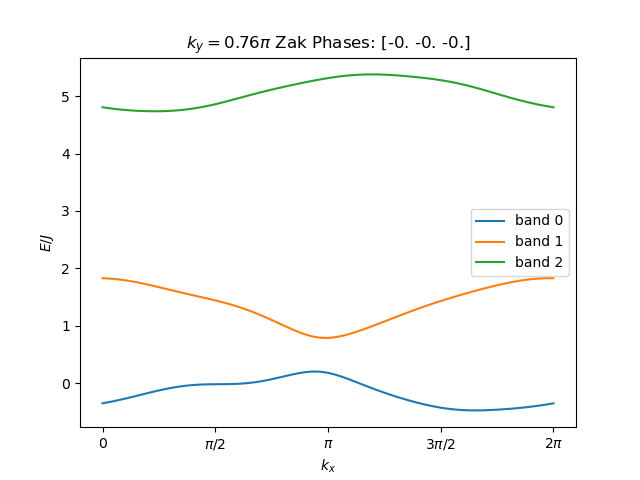 $k_y = 0.76\pi$ Zak Phases: [-0. -0. -0.]
5
4
3
2
1
0
E/J
band 0
band 1
band 2
0
π/2
π
3π/2
2π
$k_x$